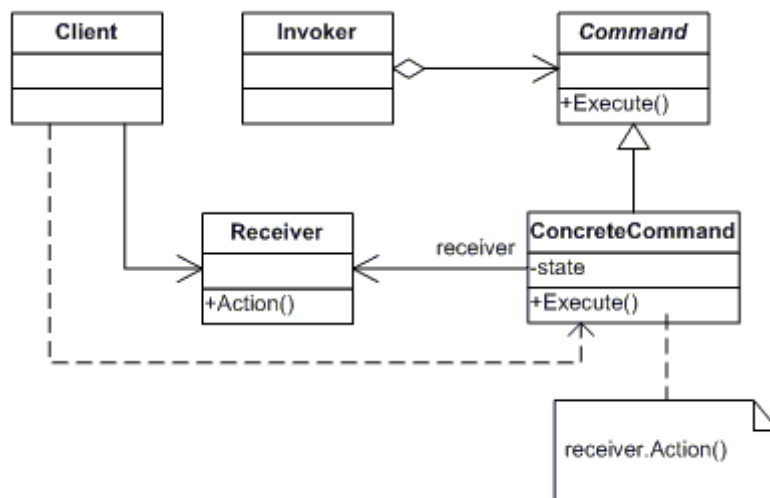 Client
Invoker
Command
+Execute()
Receiver
+Action()
receiver
ConcreteCommand
-state
+Execute()
receiver.Action()